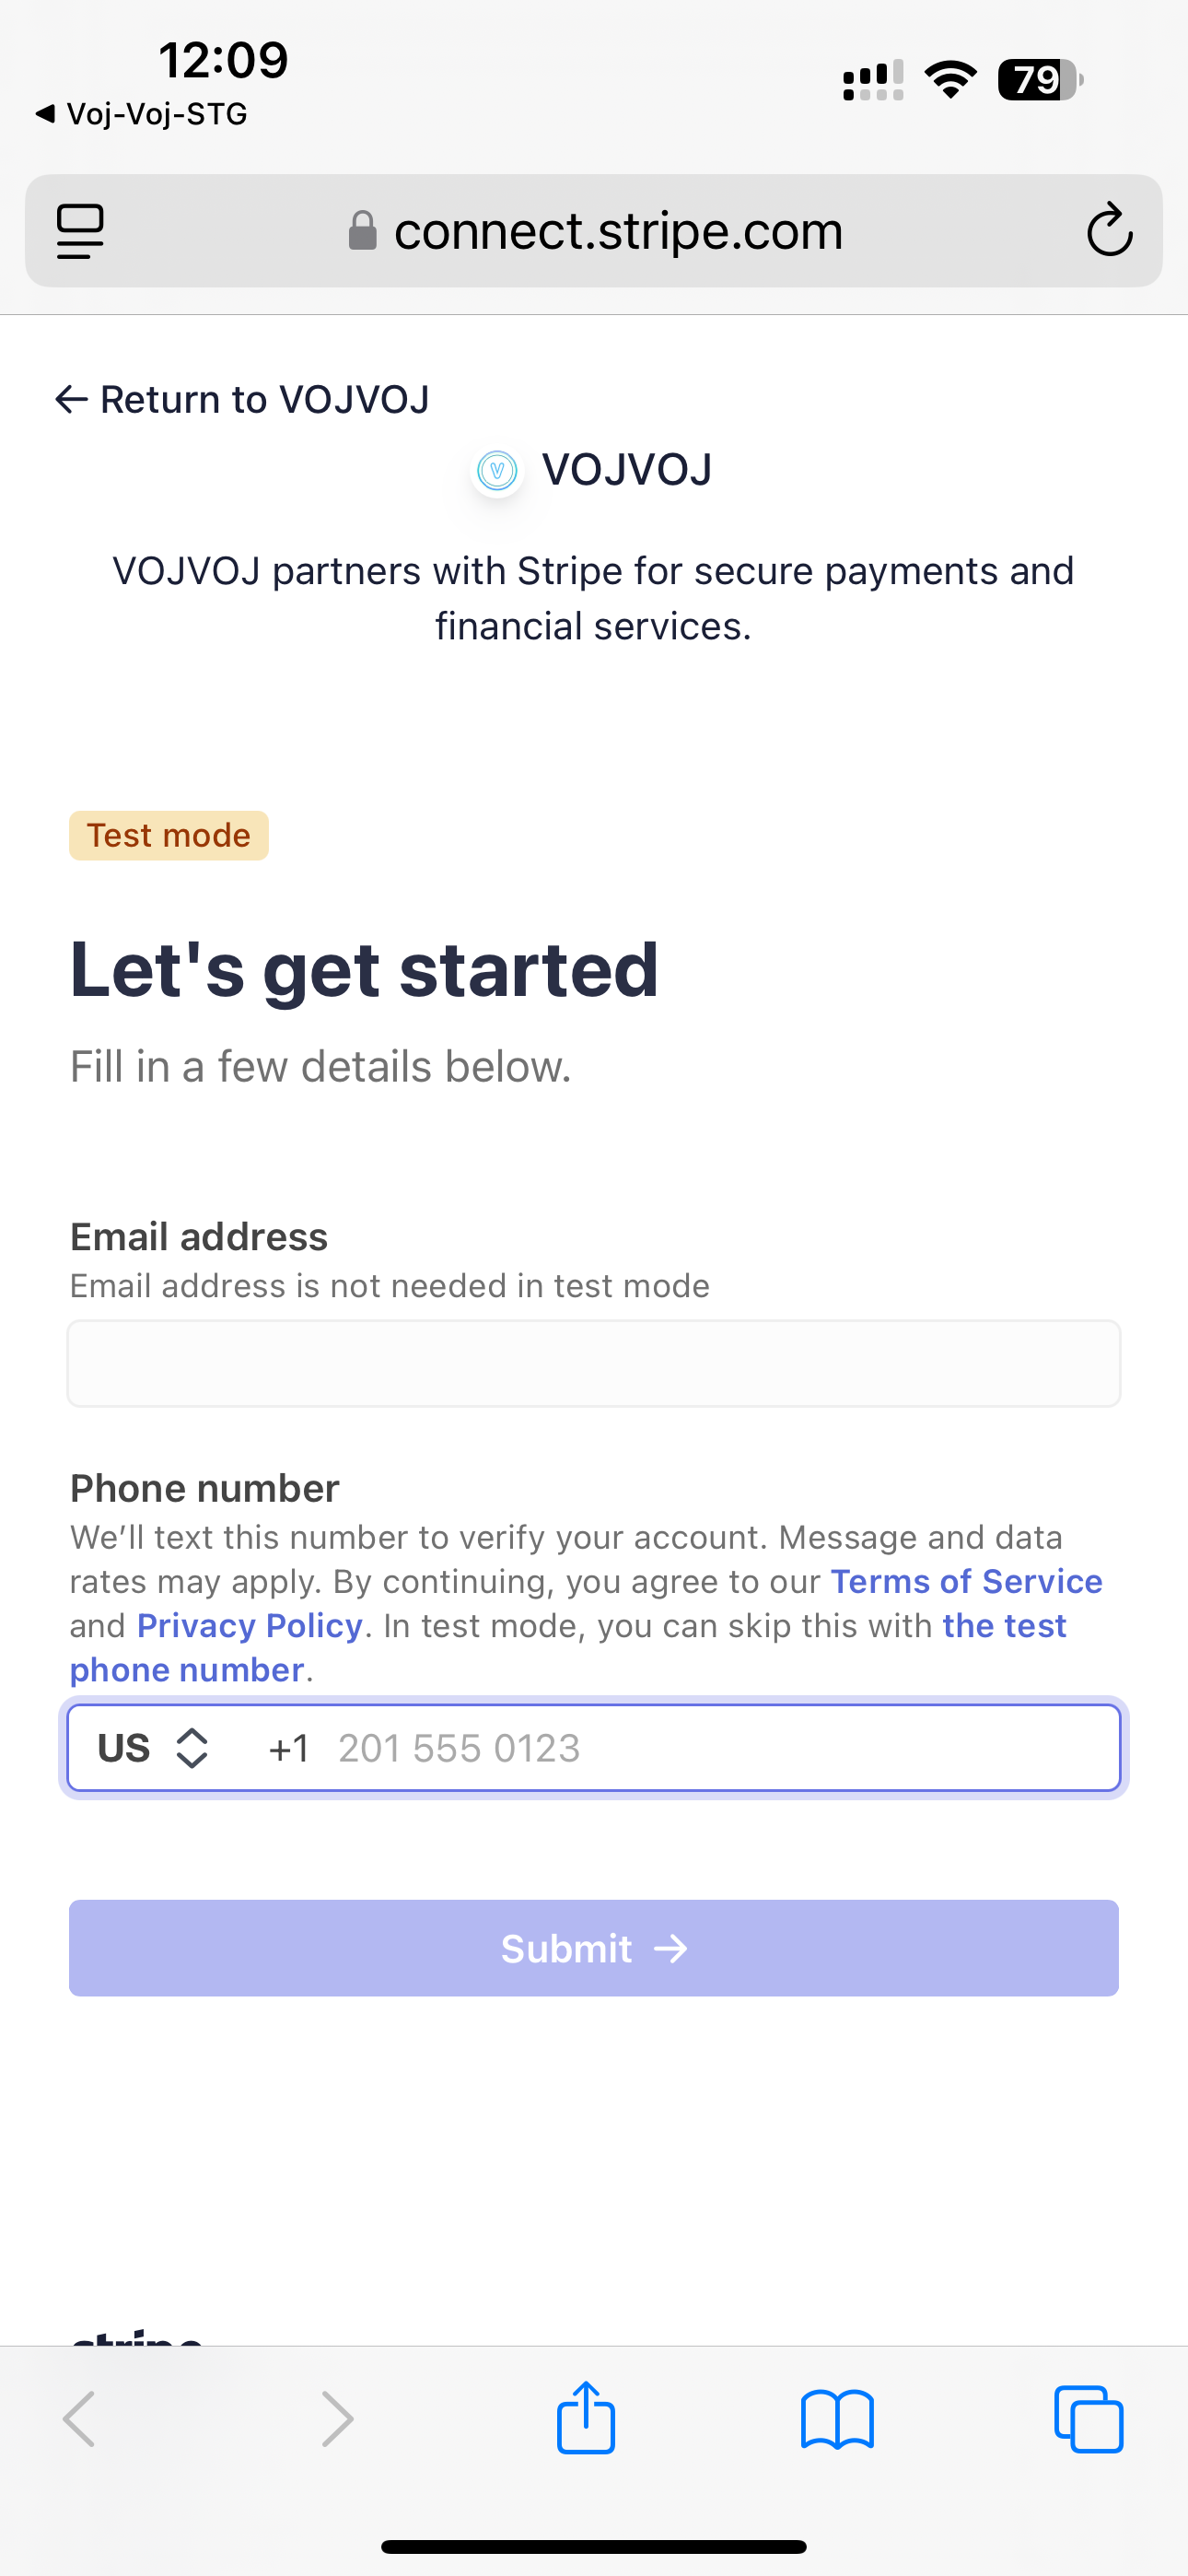 12:09
79
◀ Voj-Voj-STG
connect.stripe.com
← Return to VOJVOJ
V VOJVOJ
VOJVOJ partners with Stripe for secure payments and
financial services.
Test mode
Let's get started
Fill in a few details below.
Email address
Email address is not needed in test mode
Phone number
We’ll text this number to verify your account. Message and data
rates may apply. By continuing, you agree to our Terms of Service
and Privacy Policy. In test mode, you can skip this with the test
phone number.
US +1 201 555 0123
Submit →
stripe